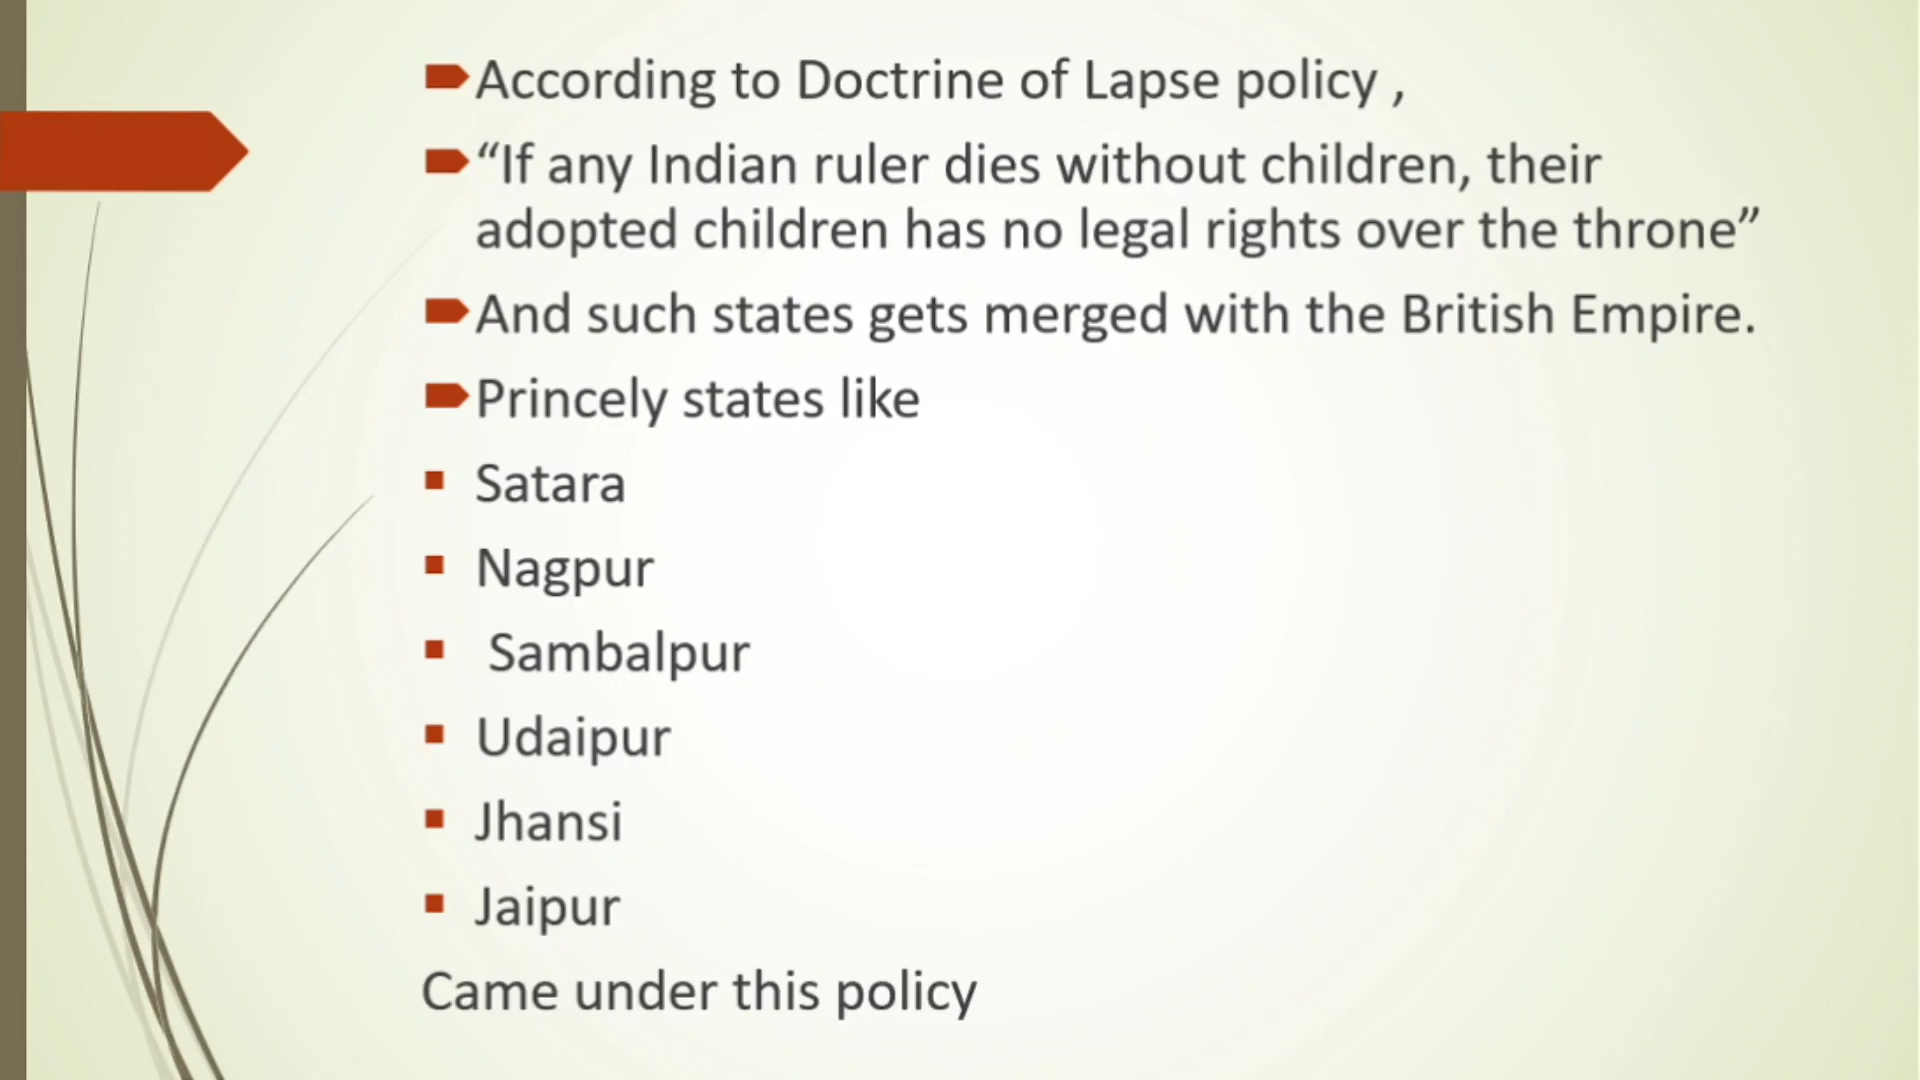 According to Doctrine of Lapse policy ,
“If any Indian ruler dies without children, their
adopted children has no legal rights over the throne”
And such states gets merged with the British Empire.
Princely states like
Satara
Nagpur
Sambalpur
Udaipur
Jhansi
Jaipur
Came under this policy